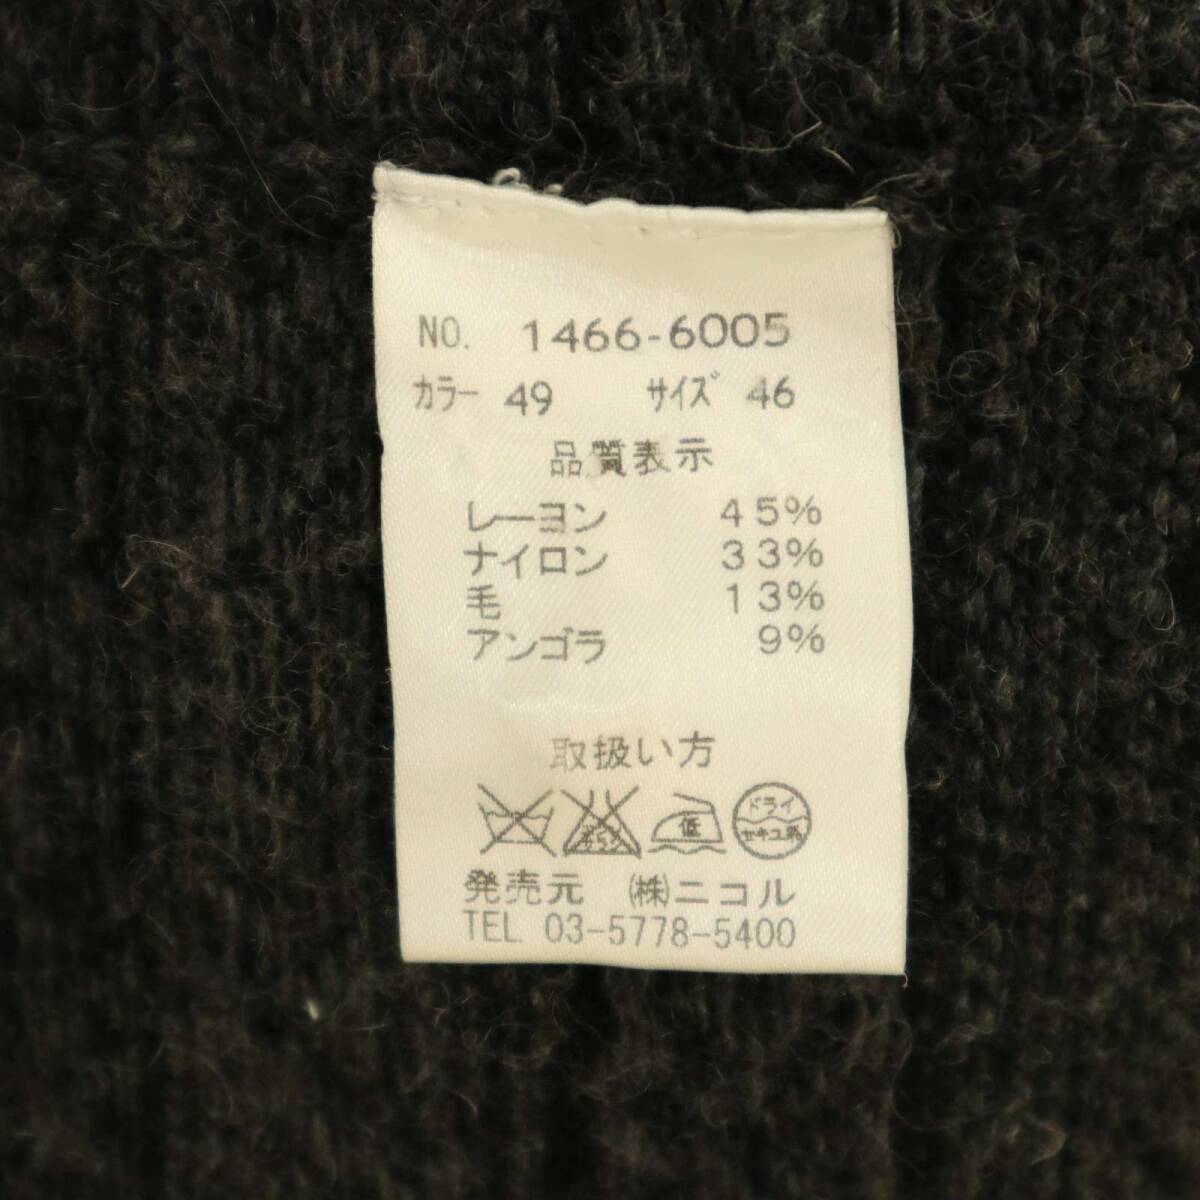 NO. 1466-6005
カラー 49 サイズ 46
品質表示
レーヨン 45%
ナイロン 33%
毛 13%
アンゴラ 9%
取扱い方
低 ドライ
セキユ系
発売元 ㈱ニコル
TEL 03-5778-5400